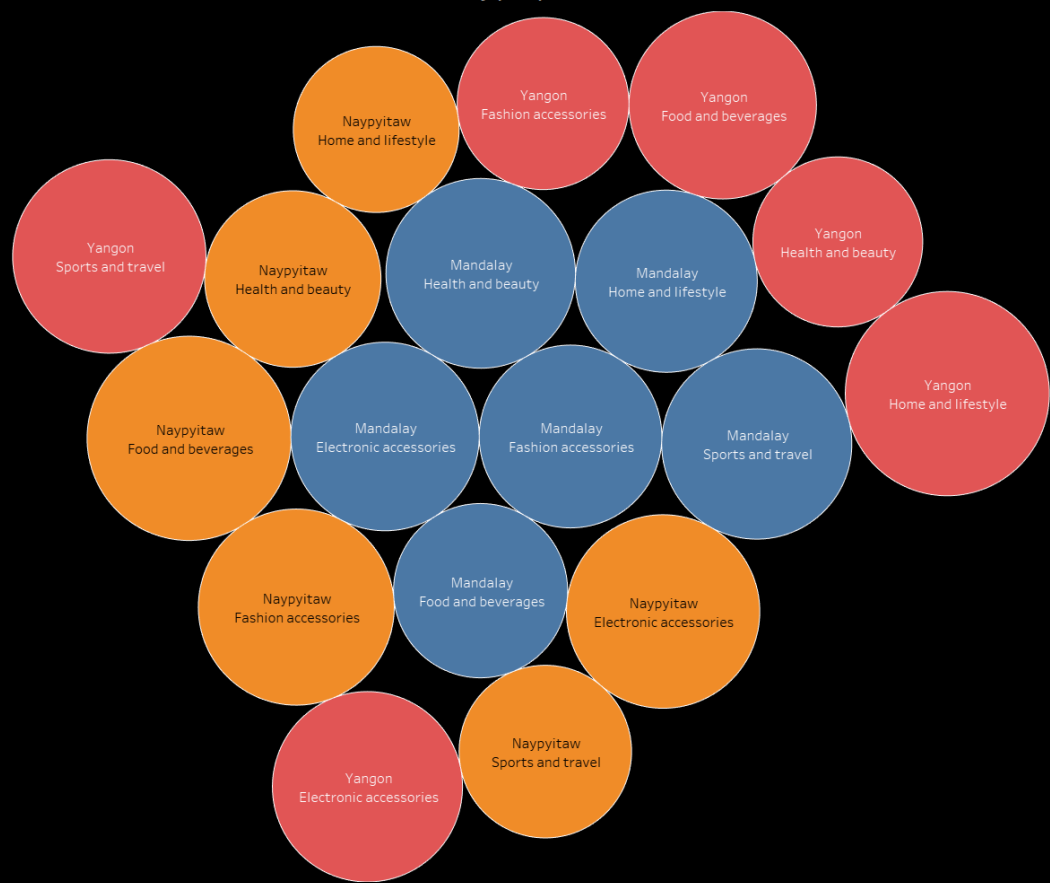 Yangon
Fashion accessories
Yangon
Food and beverages
Naypyitaw
Home and lifestyle
Yangon
Health and beauty
Yangon
Sports and travel
Naypyitaw
Health and beauty
Mandalay
Health and beauty
Mandalay
Home and lifestyle
Yangon
Home and lifestyle
Naypyitaw
Food and beverages
Mandalay
Electronic accessories
Mandalay
Fashion accessories
Mandalay
Sports and travel
Naypyitaw
Fashion accessories
Mandalay
Food and beverages
Naypyitaw
Electronic accessories
Naypyitaw
Sports and travel
Yangon
Electronic accessories